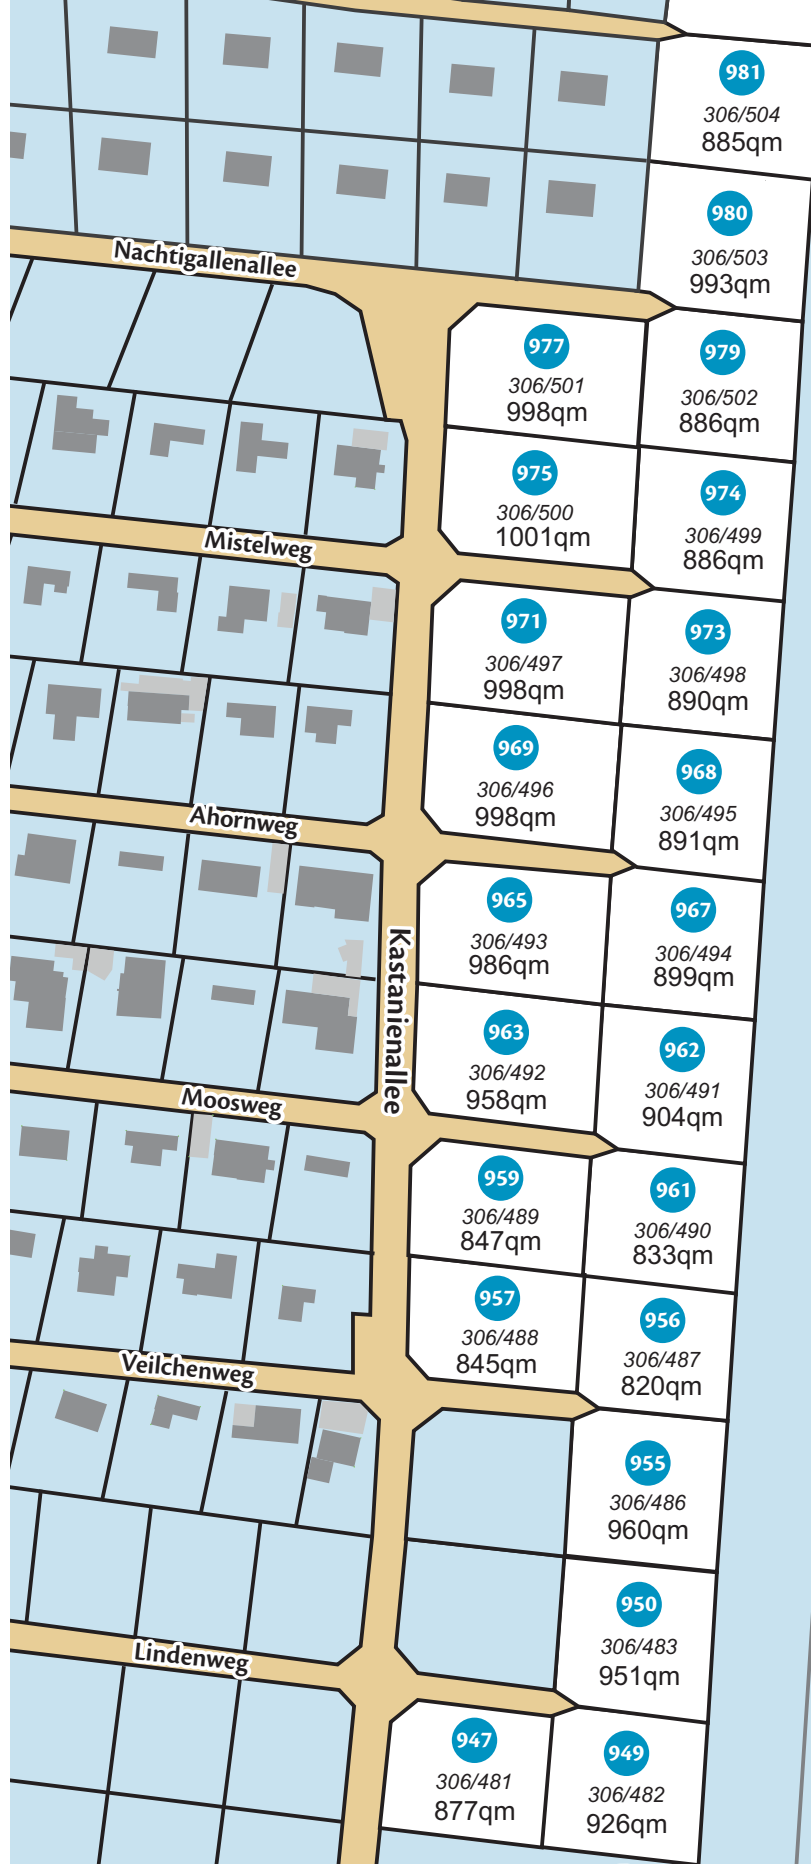 981
306/504
885qm
980
306/503
993qm
Nachtigallenallee
977
306/501
998qm
979
306/502
886qm
975
306/500
1001qm
974
306/499
886qm
Mistelweg
971
306/497
998qm
973
306/498
890qm
969
306/496
998qm
968
306/495
891qm
Ahornweg
965
306/493
986qm
967
306/494
899qm
Kastanienallee
963
306/492
958qm
962
306/491
904qm
Moosweg
959
306/489
847qm
961
306/490
833qm
957
306/488
845qm
956
306/487
820qm
Veilchenweg
955
306/486
960qm
950
306/483
951qm
Lindenweg
947
306/481
877qm
949
306/482
926qm